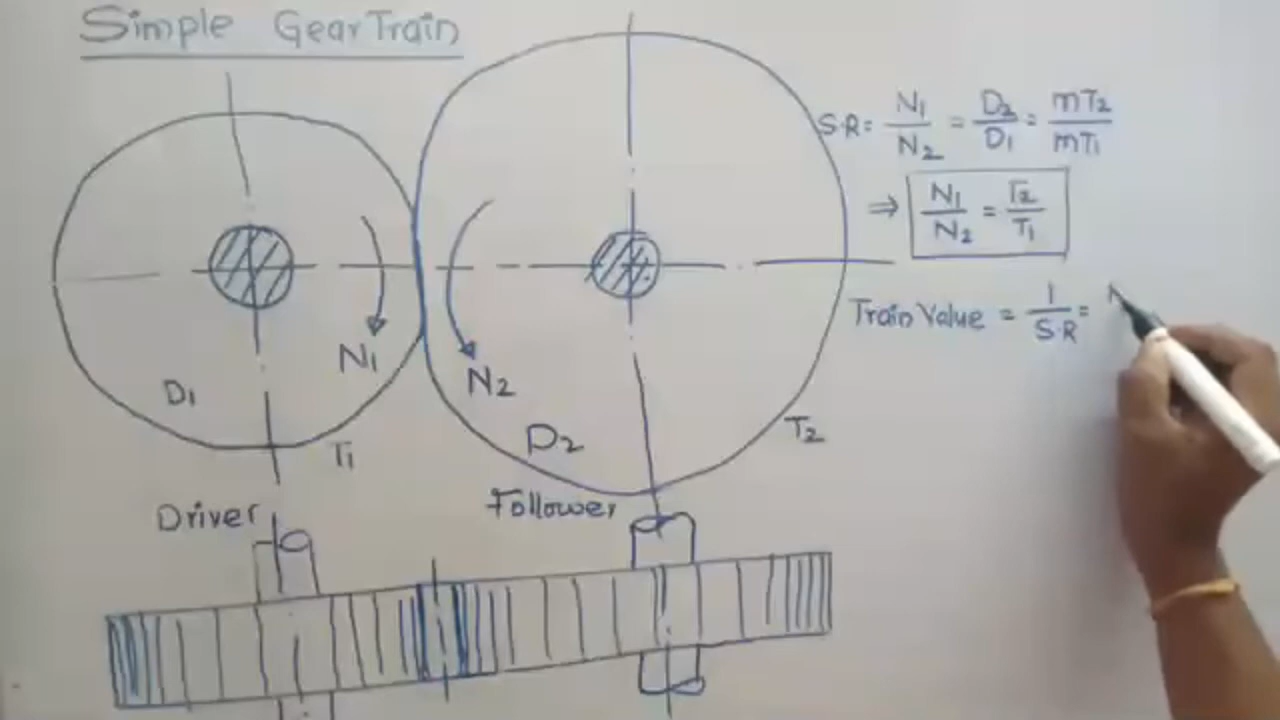 Simple Gear Train
S.R = N1/N2 = D2/D1 = mT2/mT1
⇒ N1/N2 = T2/T1
Train Value = 1/S.R =
N1
N2
D1
D2
T1
T2
Driver
Follower